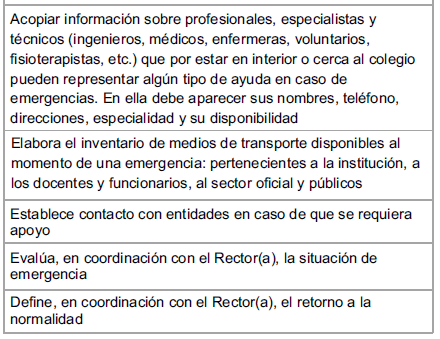 Acopiar información sobre profesionales, especialistas y
técnicos (ingenieros, médicos, enfermeras, voluntarios,
fisioterapistas, etc.) que por estar en interior o cerca al colegio
pueden representar algún tipo de ayuda en caso de
emergencias. En ella debe aparecer sus nombres, teléfono,
direcciones, especialidad y su disponibilidad
Elabora el inventario de medios de transporte disponibles al
momento de una emergencia: pertenecientes a la institución, a
los docentes y funcionarios, al sector oficial y públicos
Establece contacto con entidades en caso de que se requiera
apoyo
Evalúa, en coordinación con el Rector(a), la situación de
emergencia
Define, en coordinación con el Rector(a), el retorno a la
normalidad